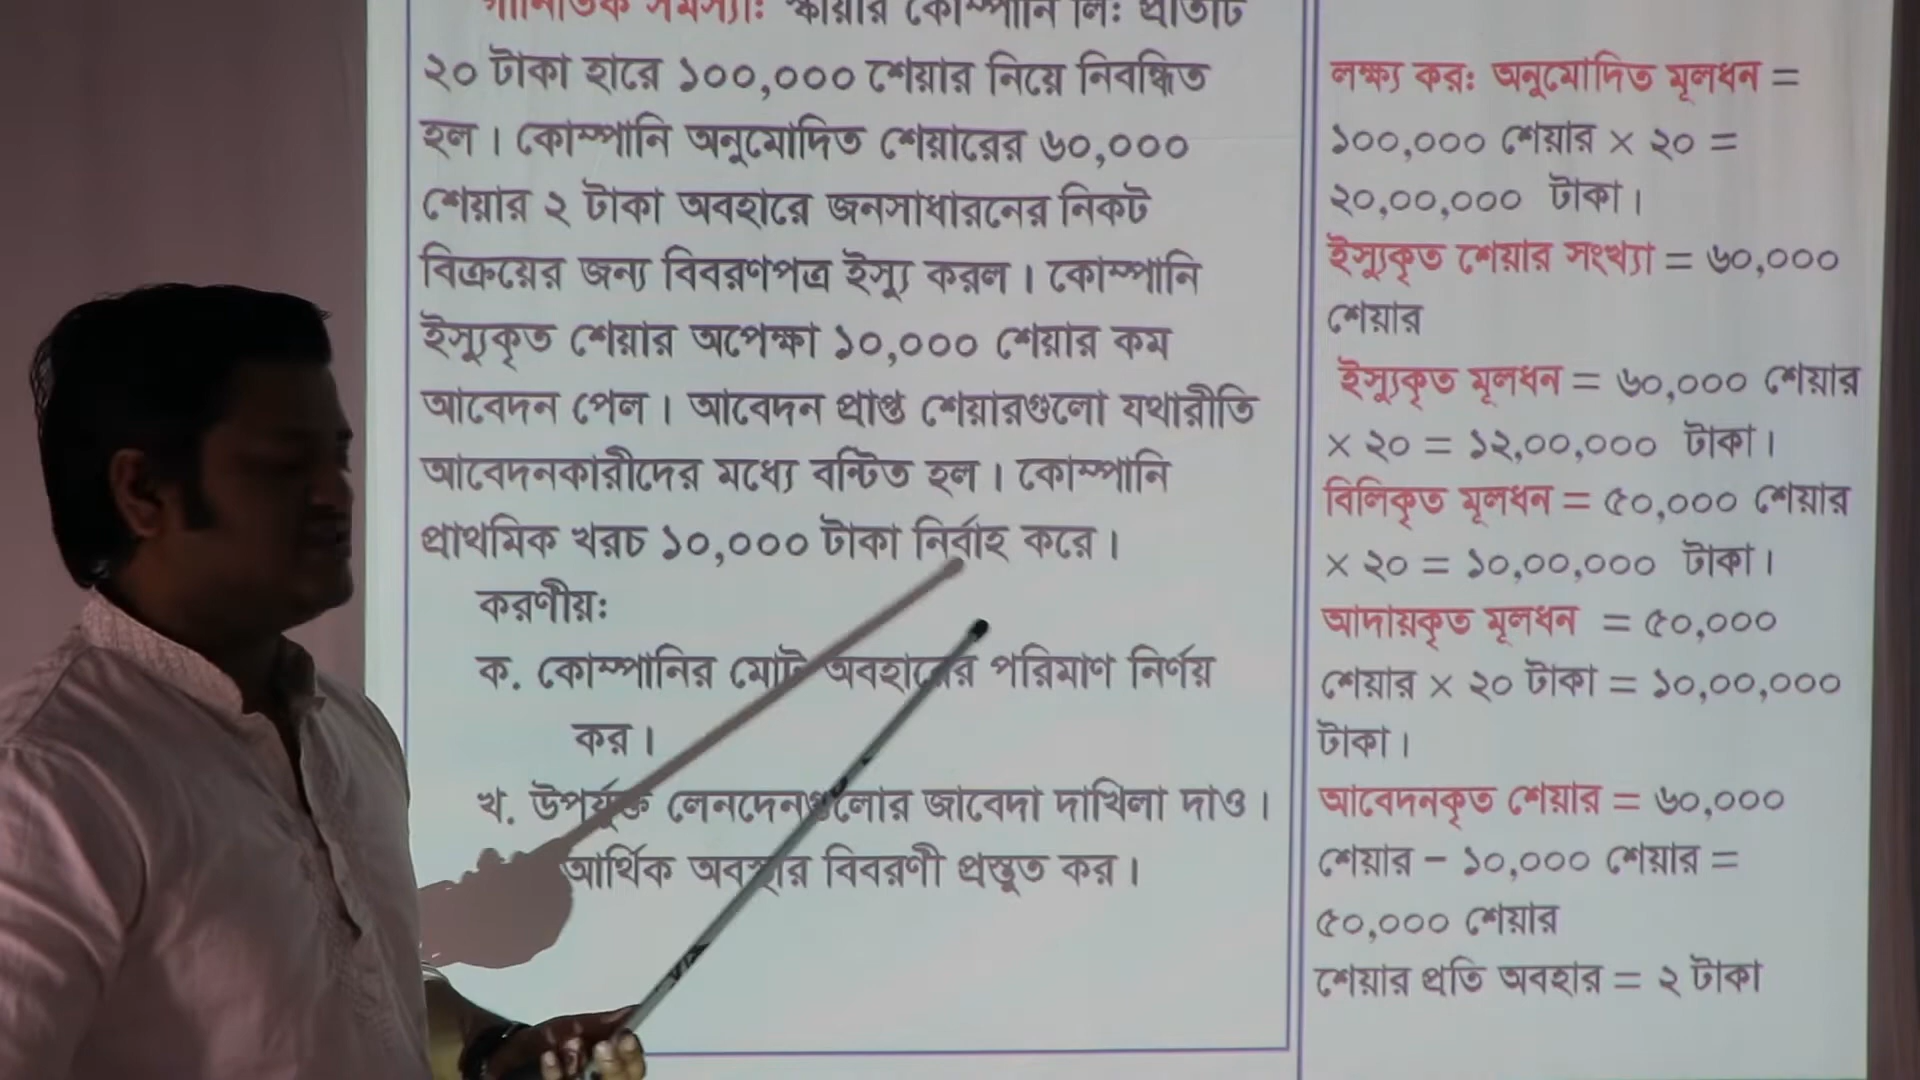 গানিতিক সমস্যা: স্কয়ার কোম্পানি লি: প্রতিটি
২০ টাকা হারে ১০০,০০০ শেয়ার নিয়ে নিবন্ধিত
হল। কোম্পানি অনুমোদিত শেয়ারের ৬০,০০০
শেয়ার ২ টাকা অবহারে জনসাধারনের নিকট
বিক্রয়ের জন্য বিবরণপত্র ইস্যু করল। কোম্পানি
ইস্যুকৃত শেয়ার অপেক্ষা ১০,০০০ শেয়ার কম
আবেদন পেল। আবেদন প্রাপ্ত শেয়ারগুলো যথারীতি
আবেদনকারীদের মধ্যে বন্টিত হল। কোম্পানি
প্রাথমিক খরচ ১০,০০০ টাকা নির্বাহ করে।
করণীয়:
ক. কোম্পানির মোট অবহারের পরিমাণ নির্ণয়
কর।
খ. উপর্যুক্ত লেনদেনগুলোর জাবেদা দাখিলা দাও।
আর্থিক অবস্থার বিবরণী প্রস্তুত কর।
লক্ষ্য কর: অনুমোদিত মূলধন =
১০০,০০০ শেয়ার × ২০ =
২০,০০,০০০ টাকা।
ইস্যুকৃত শেয়ার সংখ্যা = ৬০,০০০
শেয়ার
ইস্যুকৃত মূলধন = ৬০,০০০ শেয়ার
× ২০ = ১২,০০,০০০ টাকা।
বিলিকৃত মূলধন = ৫০,০০০ শেয়ার
× ২০ = ১০,০০,০০০ টাকা।
আদায়কৃত মূলধন = ৫০,০০০
শেয়ার × ২০ টাকা = ১০,০০,০০০
টাকা।
আবেদনকৃত শেয়ার = ৬০,০০০
শেয়ার – ১০,০০০ শেয়ার =
৫০,০০০ শেয়ার
শেয়ার প্রতি অবহার = ২ টাকা